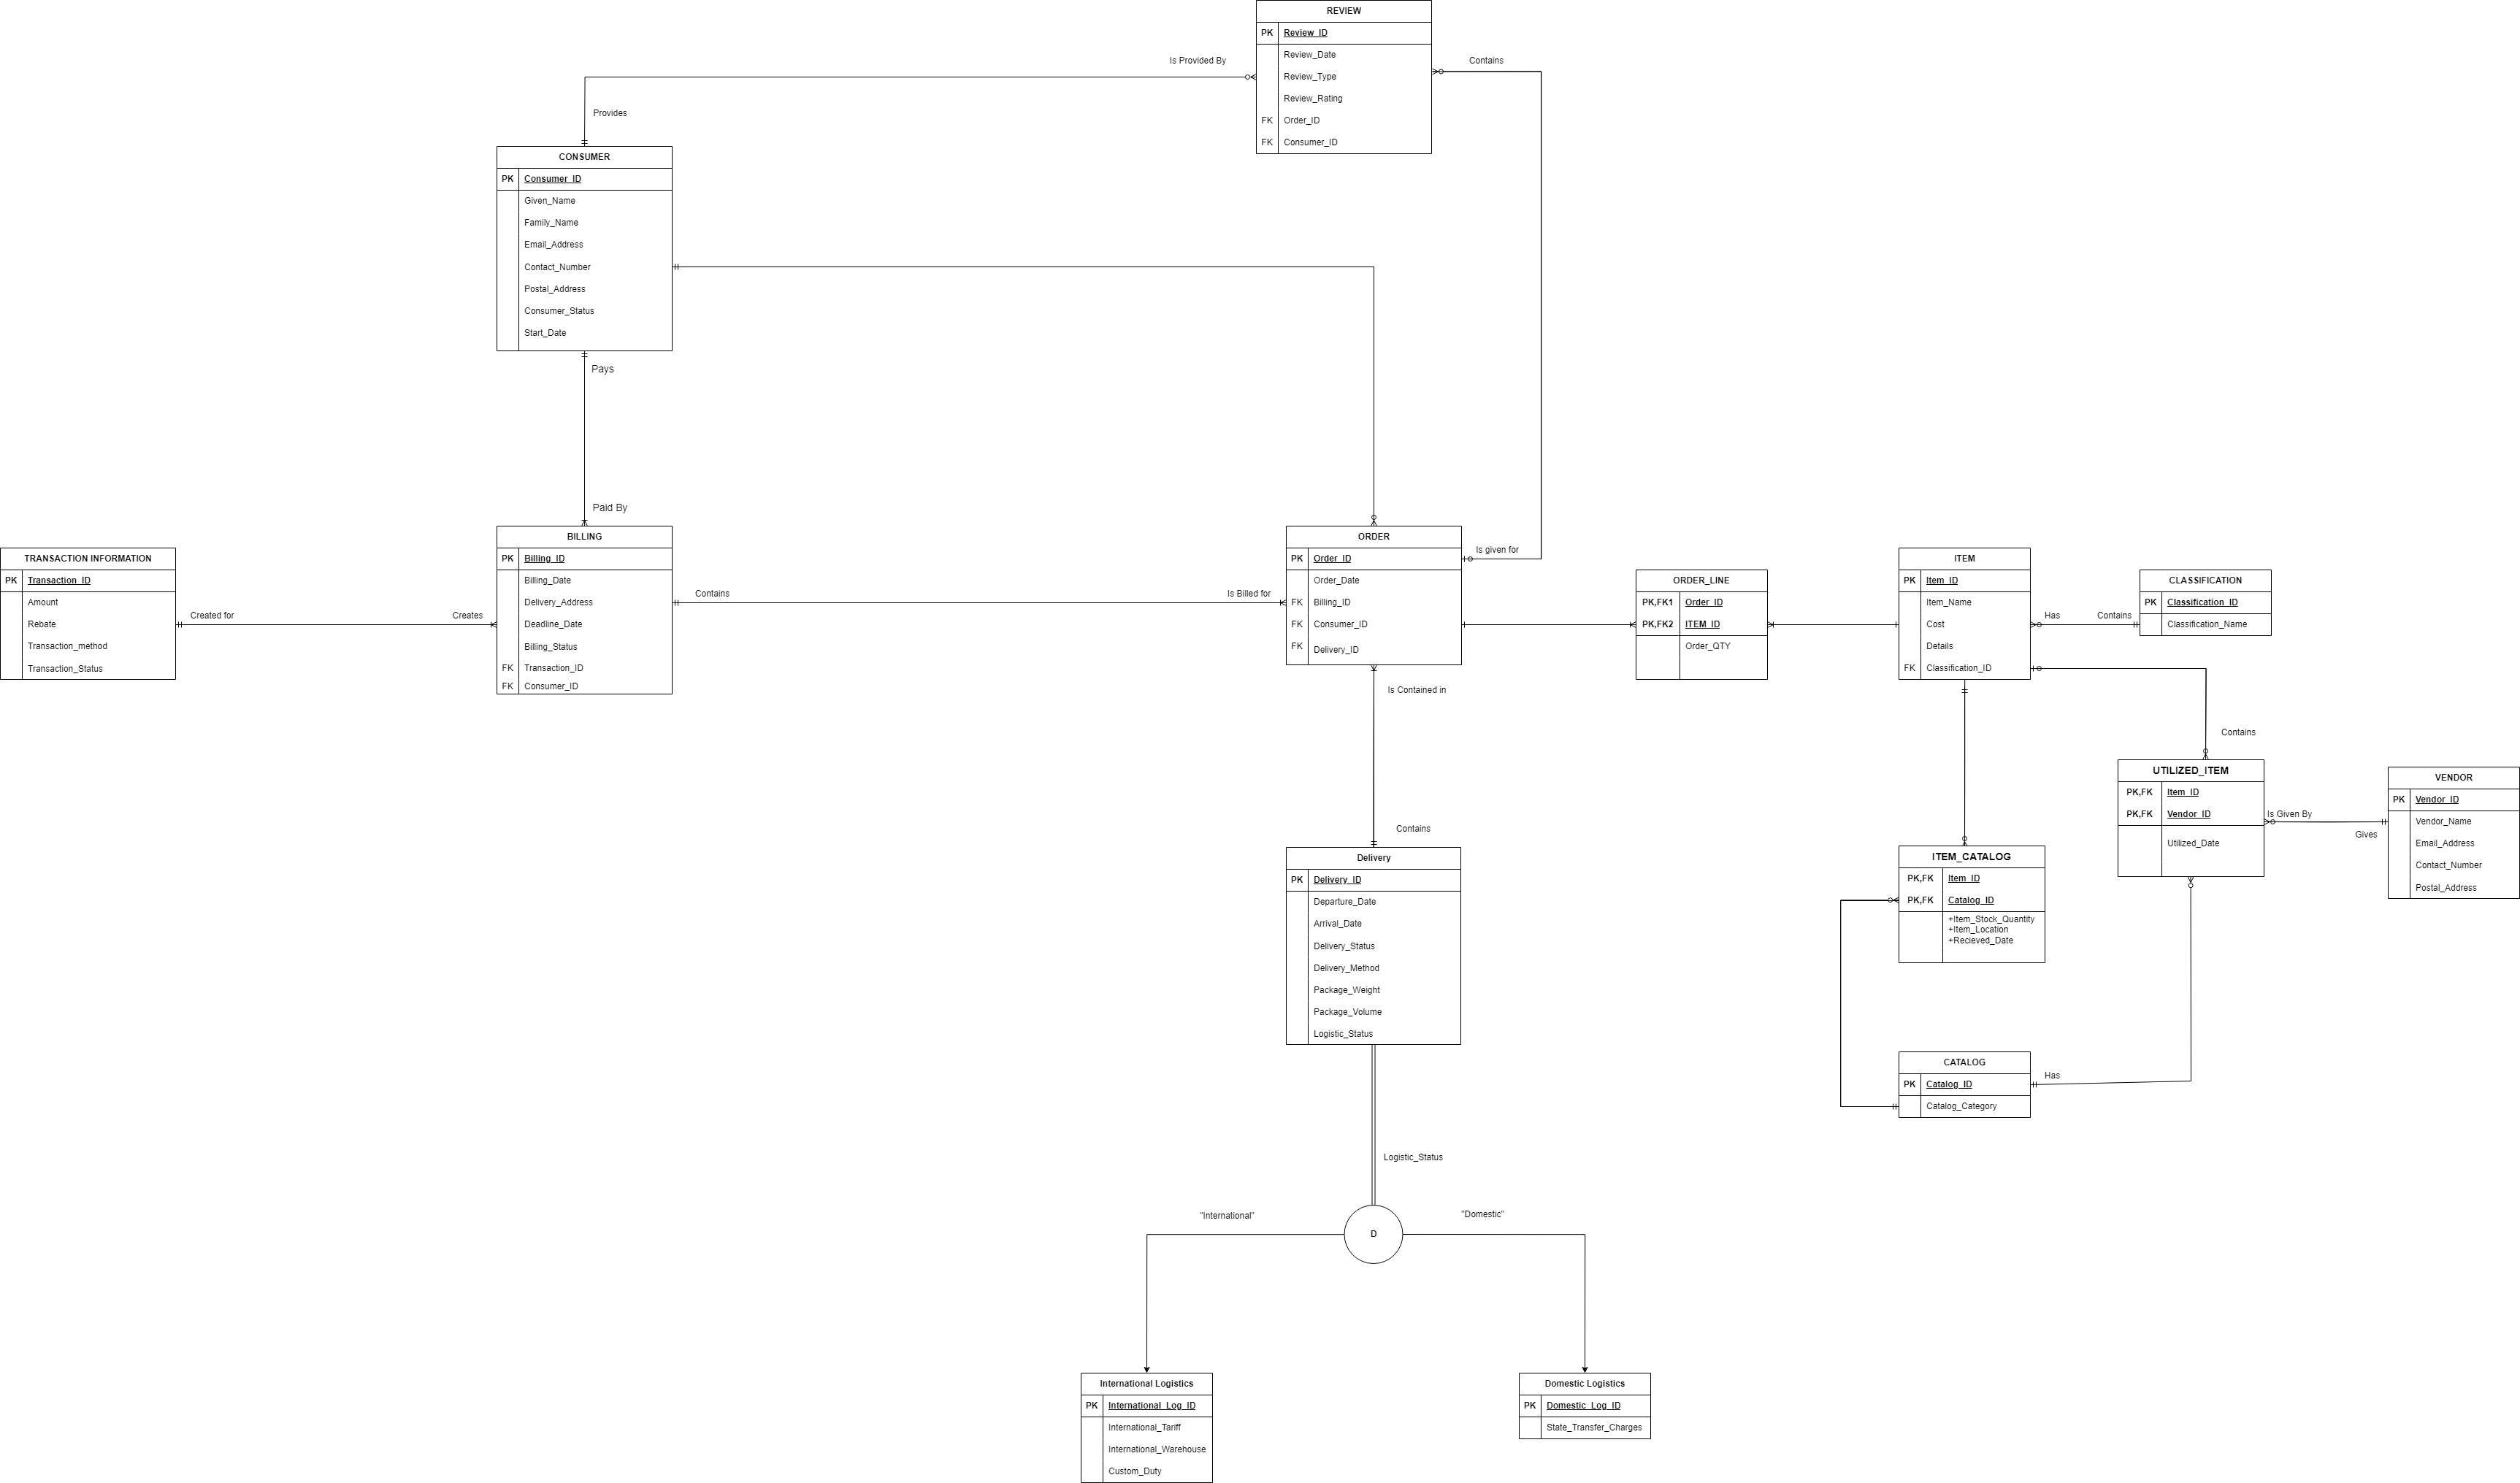 REVIEW
PK Review_ID
Review_Date
Review_Type
Review_Rating
FK Order_ID
FK Consumer_ID
Is Provided By
Contains
Provides
CONSUMER
PK Consumer_ID
Given_Name
Family_Name
Email_Address
Contact_Number
Postal_Address
Consumer_Status
Start_Date
Pays
Paid By
TRANSACTION INFORMATION
PK Transaction_ID
Amount
Rebate
Transaction_method
Transaction_Status
Created for
Creates
BILLING
PK Billing_ID
Billing_Date
Delivery_Address
Deadline_Date
Billing_Status
FK Transaction_ID
FK Consumer_ID
Contains
Is Billed for
ORDER
PK Order_ID
Order_Date
FK Billing_ID
FK Consumer_ID
FK Delivery_ID
Is given for
Is Contained in
ORDER_LINE
PK,FK1 Order_ID
PK,FK2 ITEM_ID
Order_QTY
ITEM
PK Item_ID
Item_Name
Cost
Details
FK Classification_ID
Has
Contains
CLASSIFICATION
PK Classification_ID
Classification_Name
Contains
UTILIZED_ITEM
PK,FK Item_ID
PK,FK Vendor_ID
Utilized_Date
Is Given By
Gives
VENDOR
PK Vendor_ID
Vendor_Name
Email_Address
Contact_Number
Postal_Address
Contains
Delivery
PK Delivery_ID
Departure_Date
Arrival_Date
Delivery_Status
Delivery_Method
Package_Weight
Package_Volume
Logistic_Status
ITEM_CATALOG
PK,FK Item_ID
PK,FK Catalog_ID
+Item_Stock_Quantity
+Item_Location
+Recieved_Date
CATALOG
PK Catalog_ID
Catalog_Category
Has
Logistic_Status
"International"
"Domestic"
D
International Logistics
PK International_Log_ID
International_Tariff
International_Warehouse
Custom_Duty
Domestic Logistics
PK Domestic_Log_ID
State_Transfer_Charges